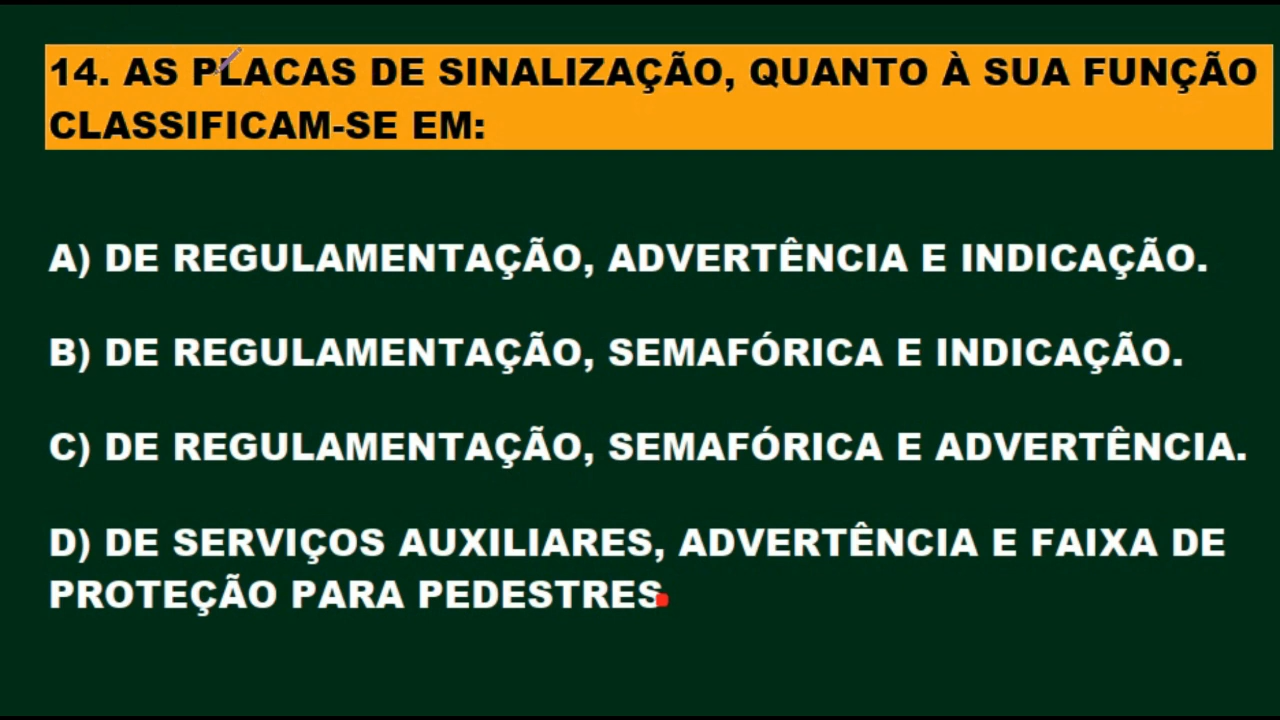 14. AS PLACAS DE SINALIZAÇÃO, QUANTO À SUA FUNÇÃO
CLASSIFICAM-SE EM:
A) DE REGULAMENTAÇÃO, ADVERTÊNCIA E INDICAÇÃO.
B) DE REGULAMENTAÇÃO, SEMAFÓRICA E INDICAÇÃO.
C) DE REGULAMENTAÇÃO, SEMAFÓRICA E ADVERTÊNCIA.
D) DE SERVIÇOS AUXILIARES, ADVERTÊNCIA E FAIXA DE
PROTEÇÃO PARA PEDESTRES.